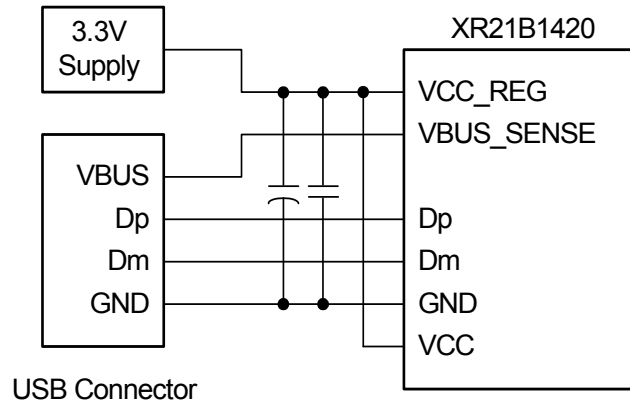 3.3V
Supply
XR21B1420
VCC_REG
VBUS_SENSE
VBUS
Dp
Dm
GND
Dp
Dm
GND
VCC
USB Connector